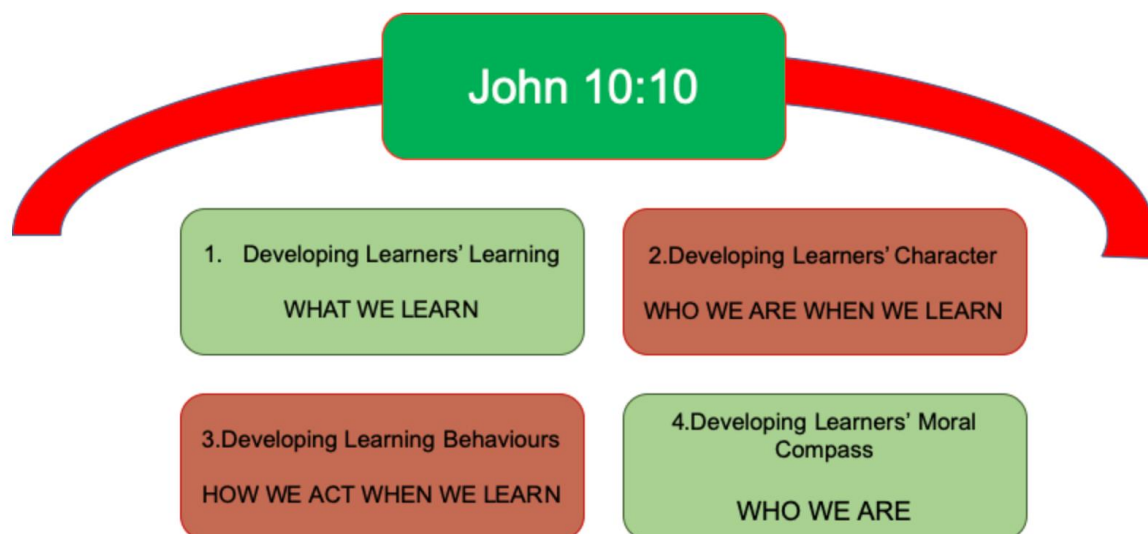 John 10:10
1. Developing Learners' Learning
WHAT WE LEARN
2.Developing Learners' Character
WHO WE ARE WHEN WE LEARN
3.Developing Learning Behaviours
HOW WE ACT WHEN WE LEARN
4.Developing Learners' Moral
Compass
WHO WE ARE